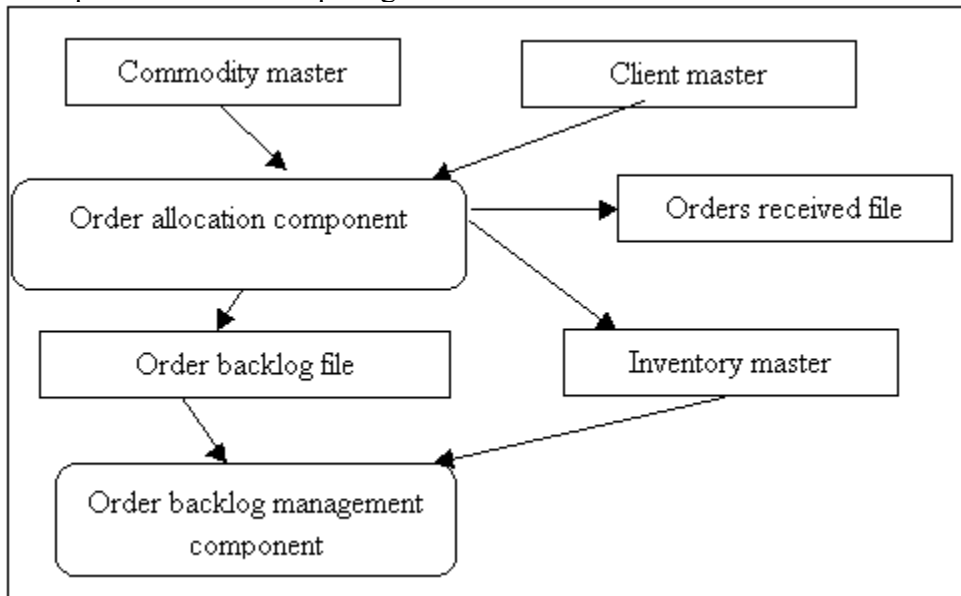 Commodity master
Client master
Order allocation component
Orders received file
Order backlog file
Inventory master
Order backlog management
component